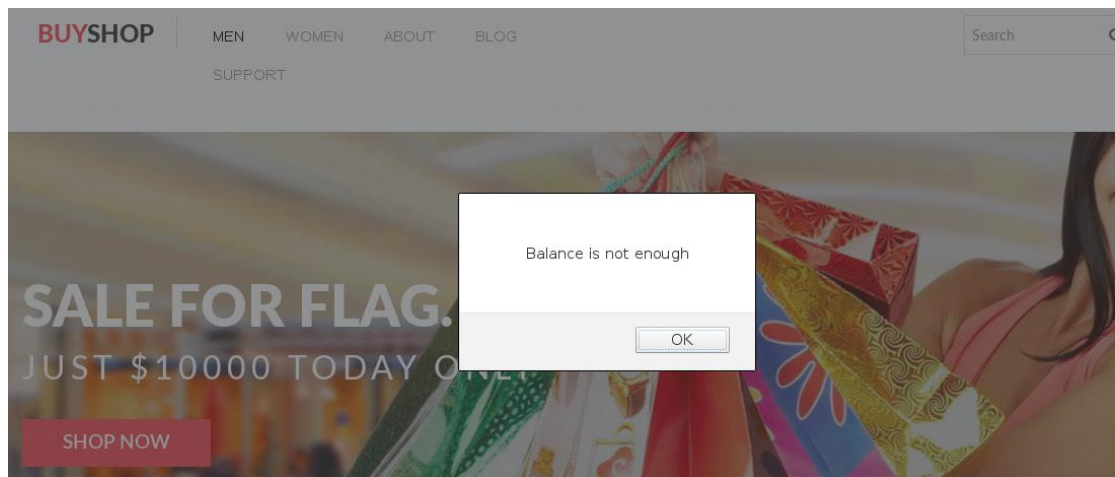 BUYSHOP
MEN WOMEN ABOUT BLOG
SUPPORT
Search
Balance is not enough
OK
SALE FOR FLAG.
JUST $10000 TODAY
SHOP NOW